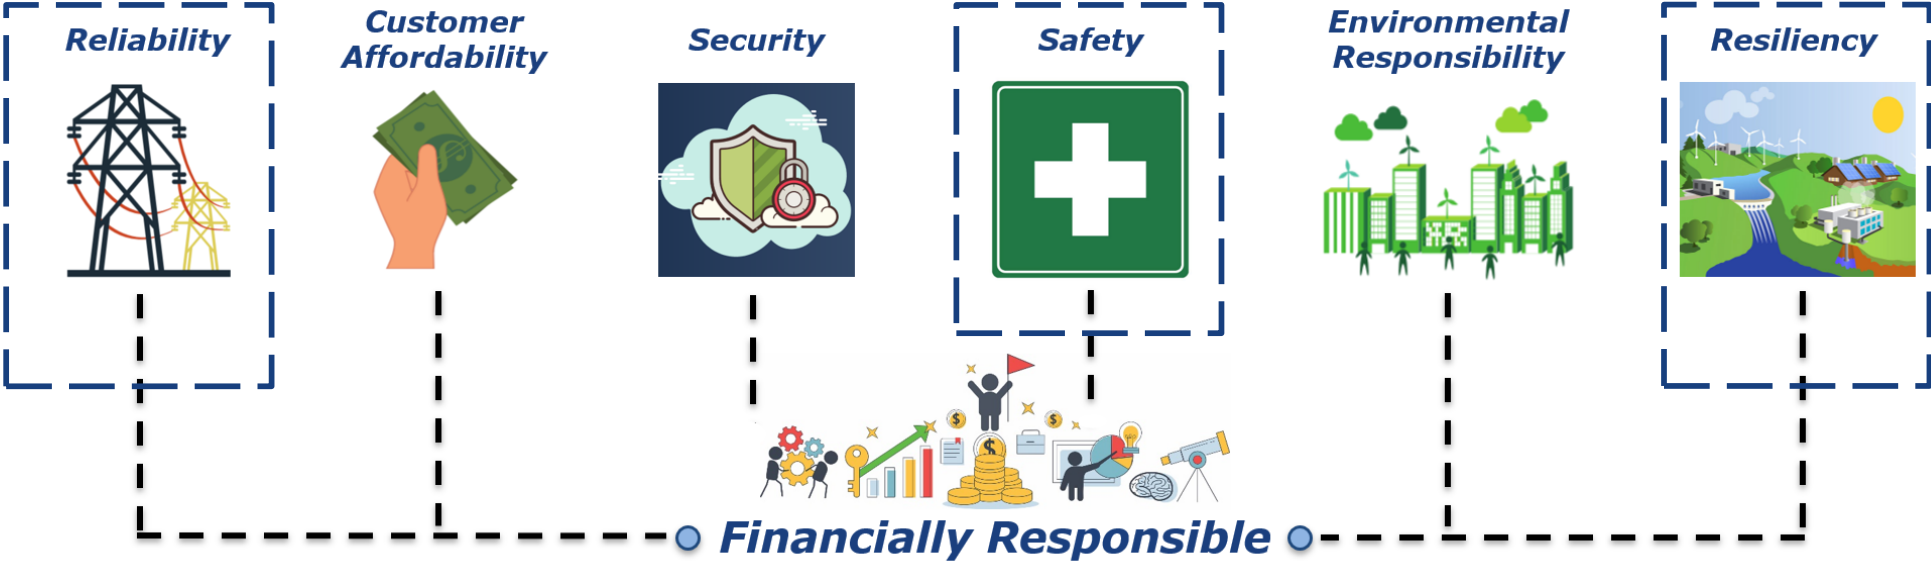 Reliability
Customer
Affordability
Security
Safety
Environmental
Responsibility
Resiliency
$
$
$
Financially Responsible